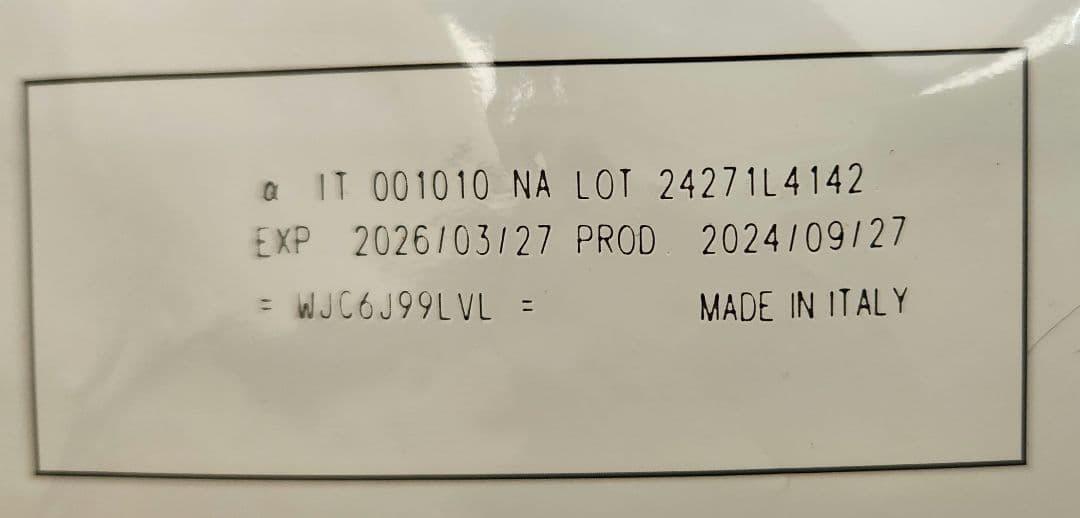 α IT 001010 NA LOT 24271L4142
EXP 2026/03/27 PROD. 2024/09/27
= WJC6J99LVL = MADE IN ITALY